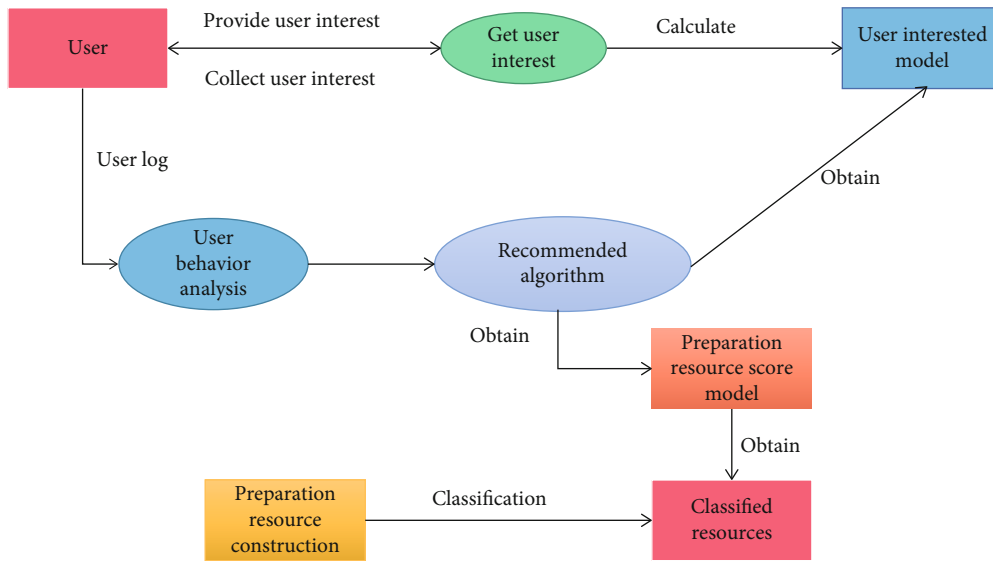 User
Provide user interest
Collect user interest
Get user
interest
Calculate
User interested
model
User log
Obtain
User
behavior
analysis
Recommended
algorithm
Obtain
Preparation
resource score
model
Obtain
Preparation
resource
construction
Classification
Classified
resources